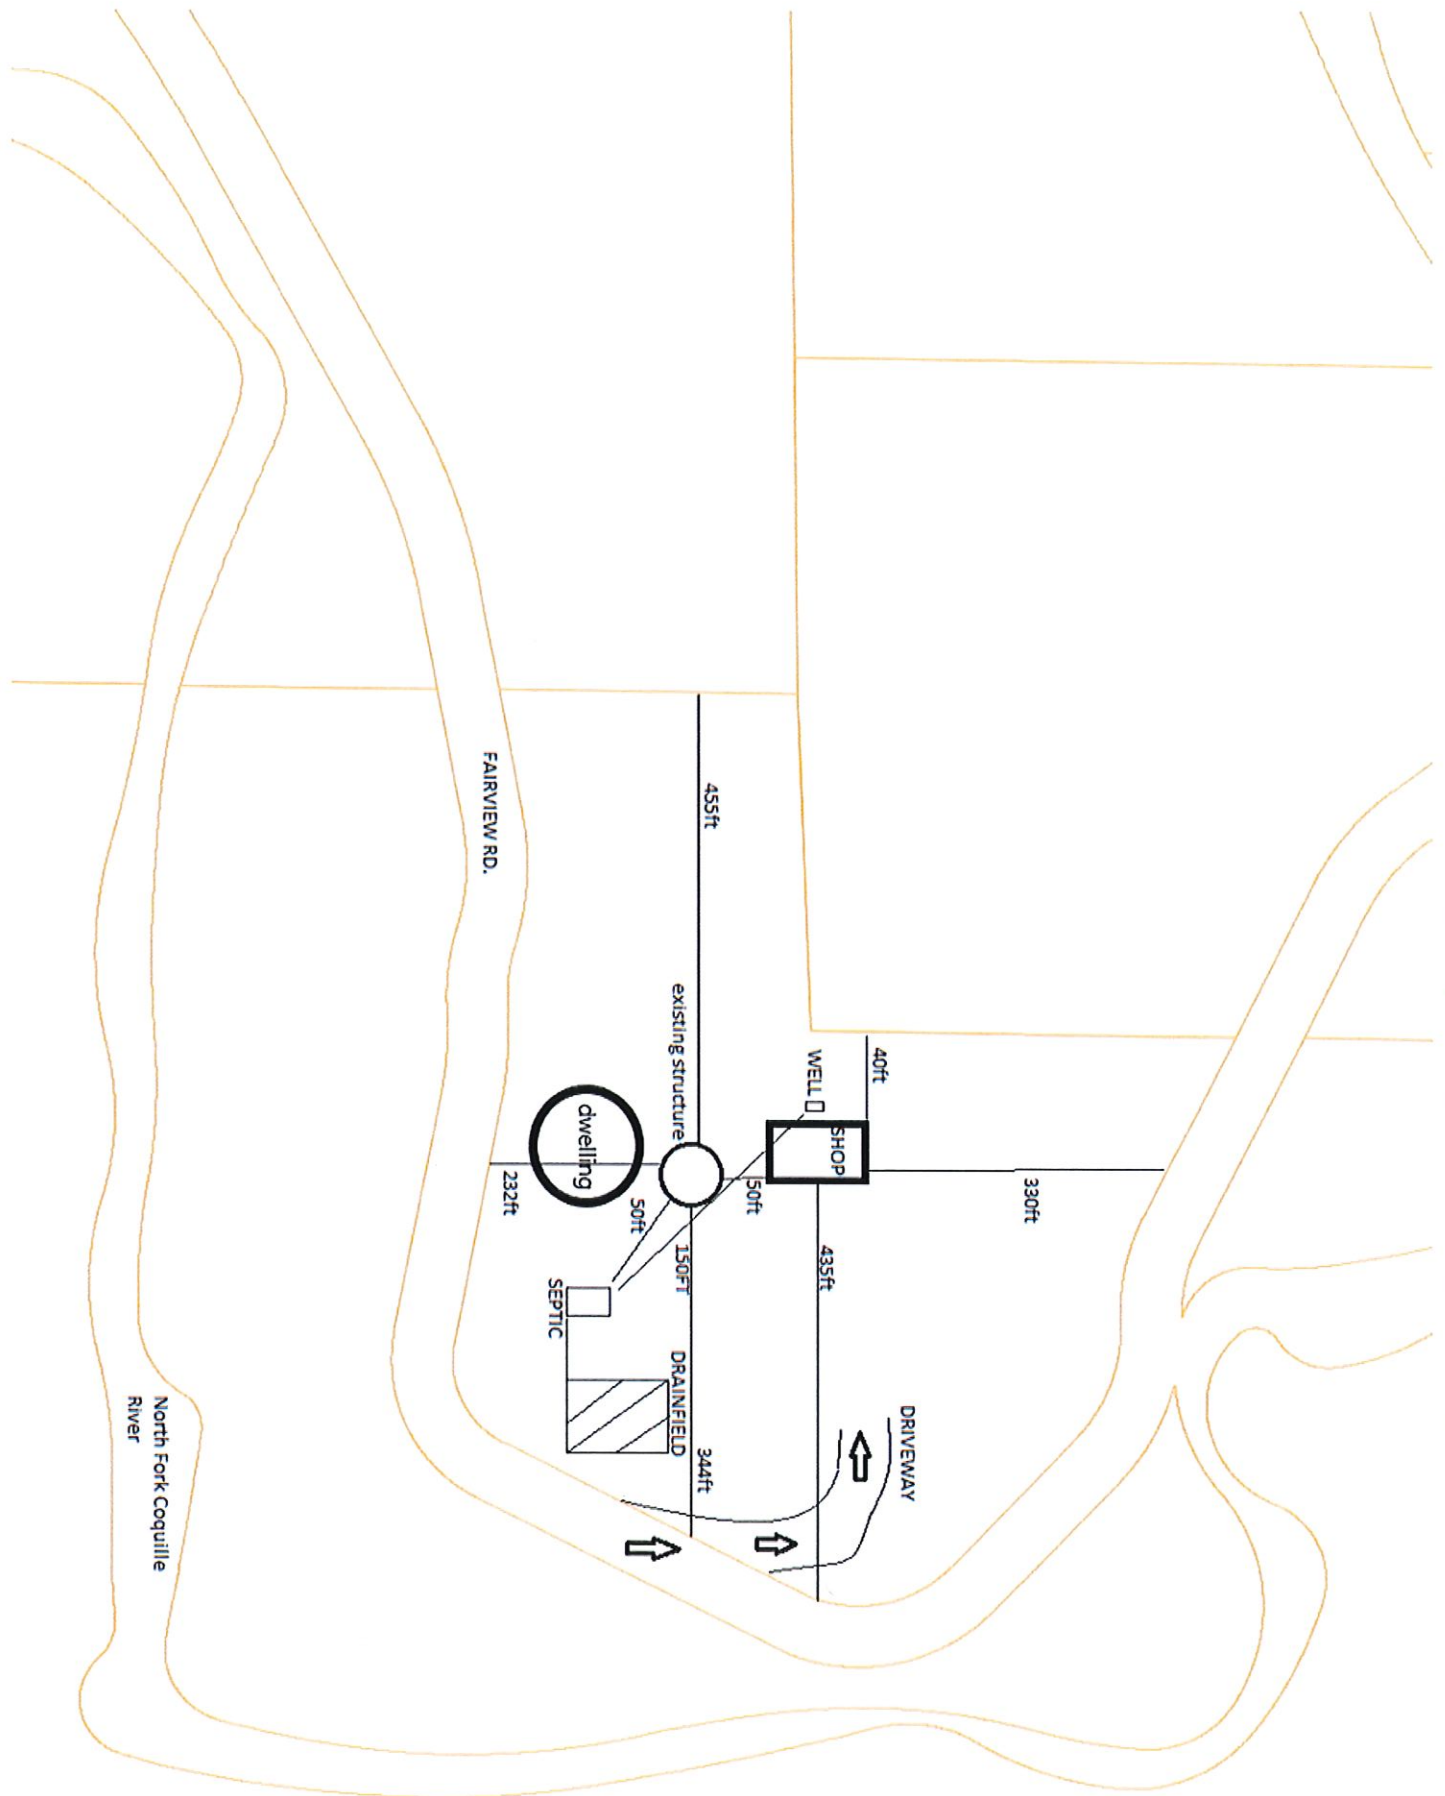 FAIRVIEW RD.
455ft
existing structure
WELL
40ft
SHOP
dwelling
232ft
50ft
50ft
330ft
150FT
435ft
SEPTIC
DRAINFIELD
344ft
DRIVEWAY
North Fork Coquille
River